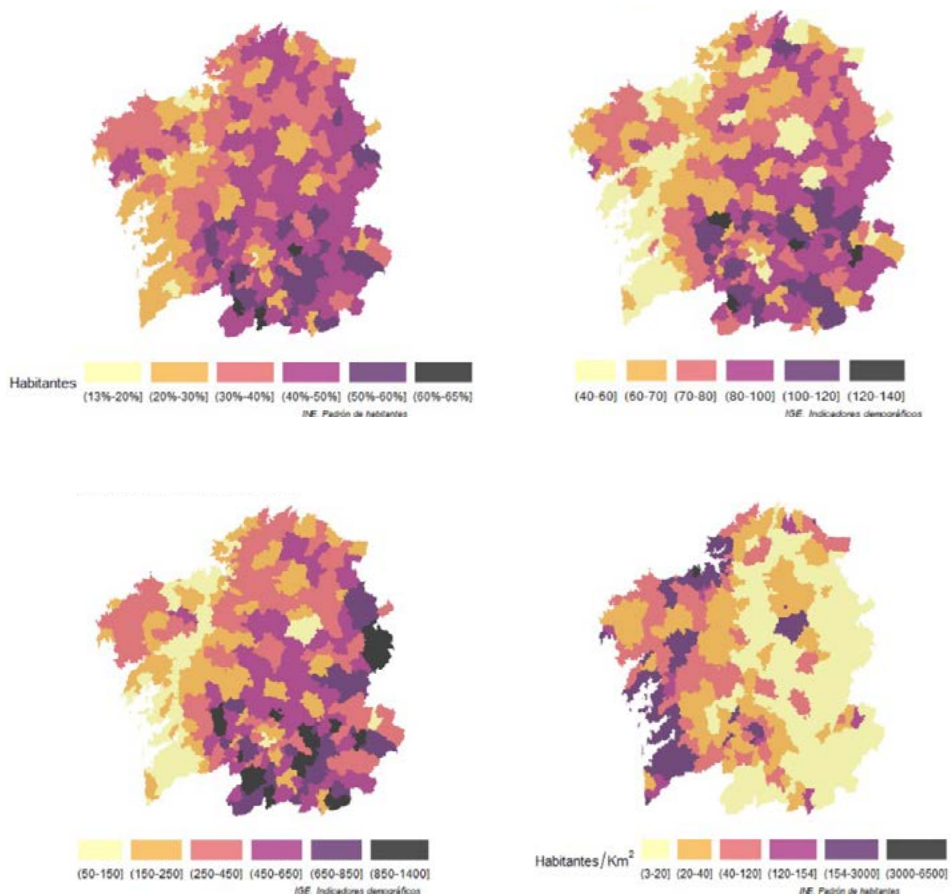 Habitantes
(13%-20%] (20%-30%] (30%-40%] (40%-50%] (50%-60%] (60%-65%]
INE. Padrón de habitantes
(40-60] (60-70] (70-80] (80-100] (100-120] (120-140]
IGE. Indicadores demográficos
(50-150] (150-250] (250-450] (450-650] (650-850] (850-1400]
IGE. Indicadores demográficos
Habitantes/Km²
(3-20] (20-40] (40-120] (120-154] (154-3000] (3000-6500]
INE. Padrón de habitantes